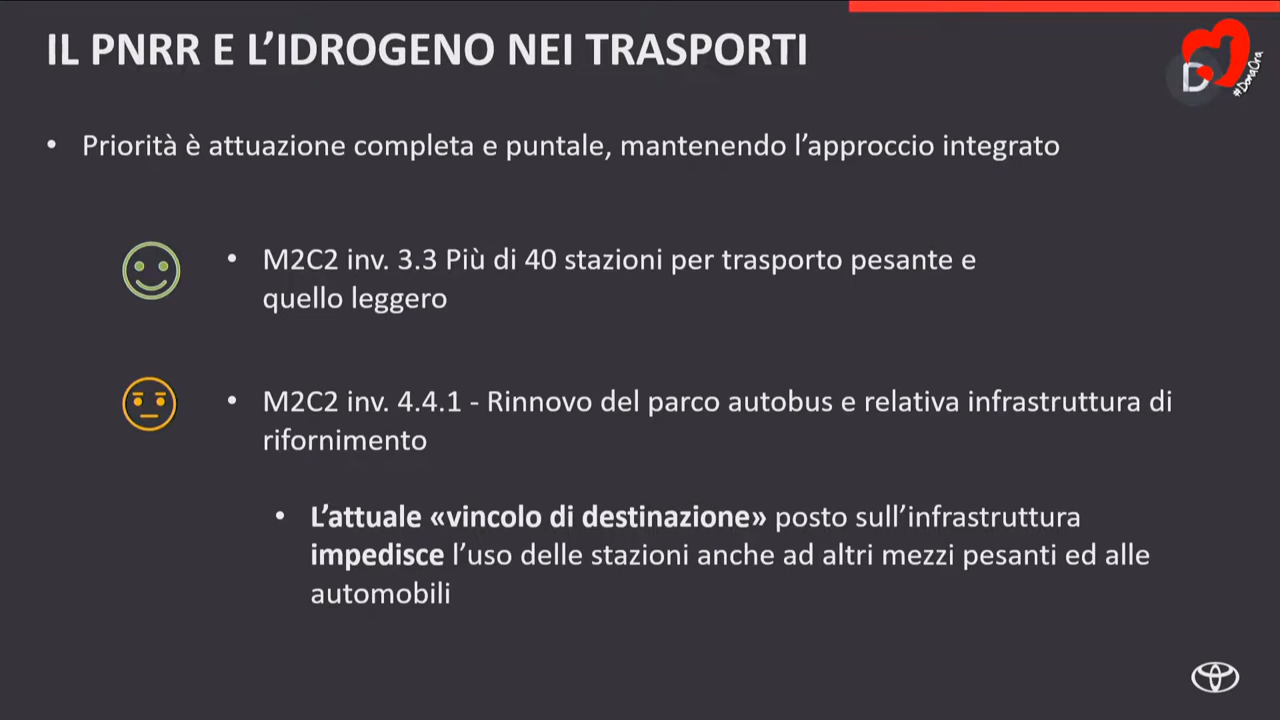 IL PNRR E L’IDROGENO NEI TRASPORTI
D
#DonaOra
• Priorità è attuazione completa e puntale, mantenendo l’approccio integrato
• M2C2 inv. 3.3 Più di 40 stazioni per trasporto pesante e
quello leggero
• M2C2 inv. 4.4.1 - Rinnovo del parco autobus e relativa infrastruttura di
rifornimento
• L’attuale «vincolo di destinazione» posto sull’infrastruttura
impedisce l’uso delle stazioni anche ad altri mezzi pesanti ed alle
automobili